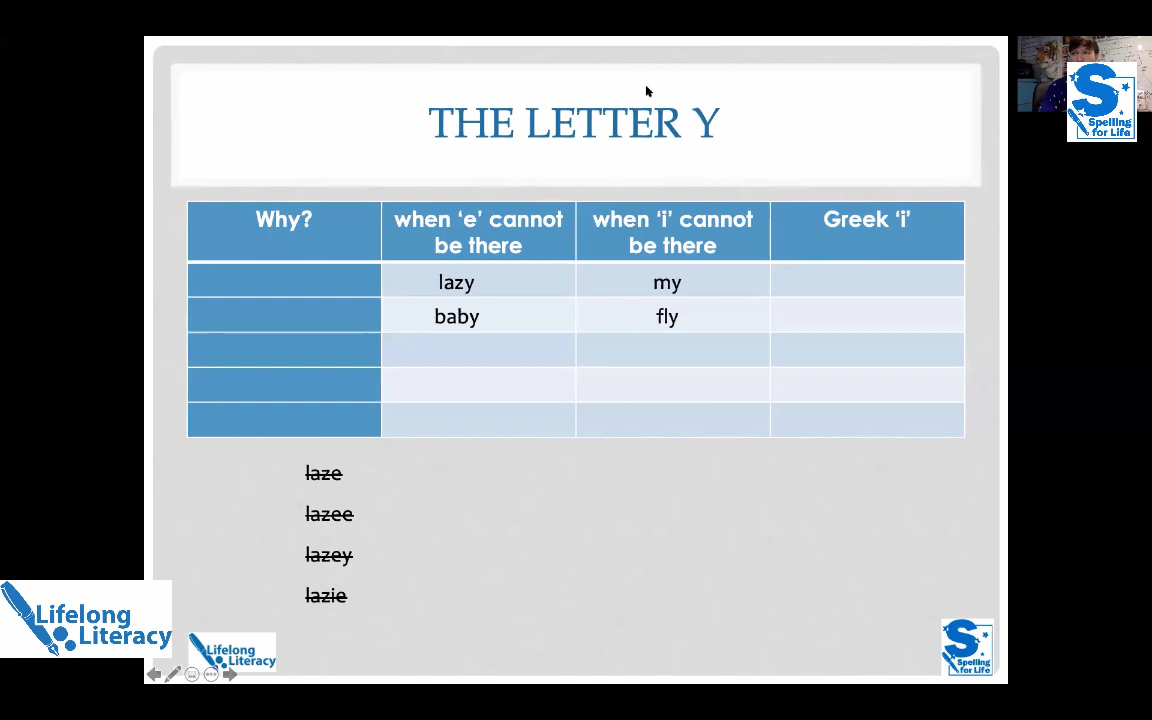 THE LETTER Y
Why?
when ‘e’ cannot
be there
when ‘i’ cannot
be there
Greek ‘i’
lazy
my
baby
fly
laze
lazee
lazey
lazie
Lifelong
Literacy
Lifelong
Literacy
S
Spelling
for Life
S
Spelling
for Life